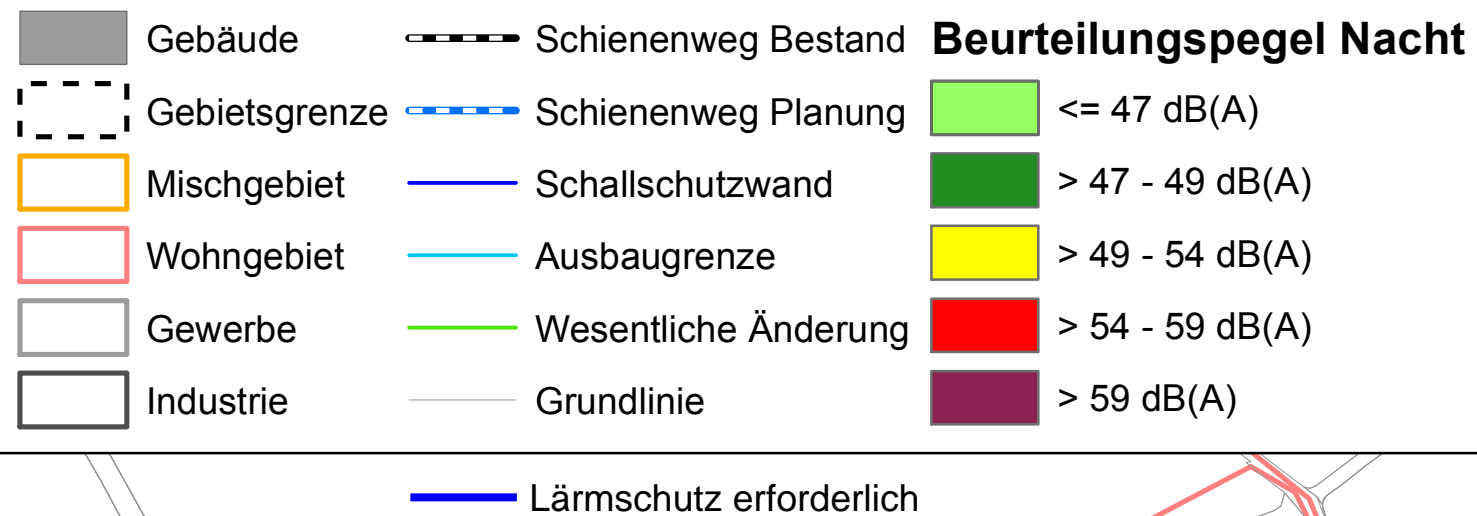 Gebäude
Gebietsgrenze
Mischgebiet
Wohngebiet
Gewerbe
Industrie
Schienenweg Bestand
Schienenweg Planung
Schallschutzwand
Ausbaugrenze
Wesentliche Änderung
Grundlinie
Lärmschutz erforderlich
Beurteilungspegel Nacht
<= 47 dB(A)
> 47 - 49 dB(A)
> 49 - 54 dB(A)
> 54 - 59 dB(A)
> 59 dB(A)